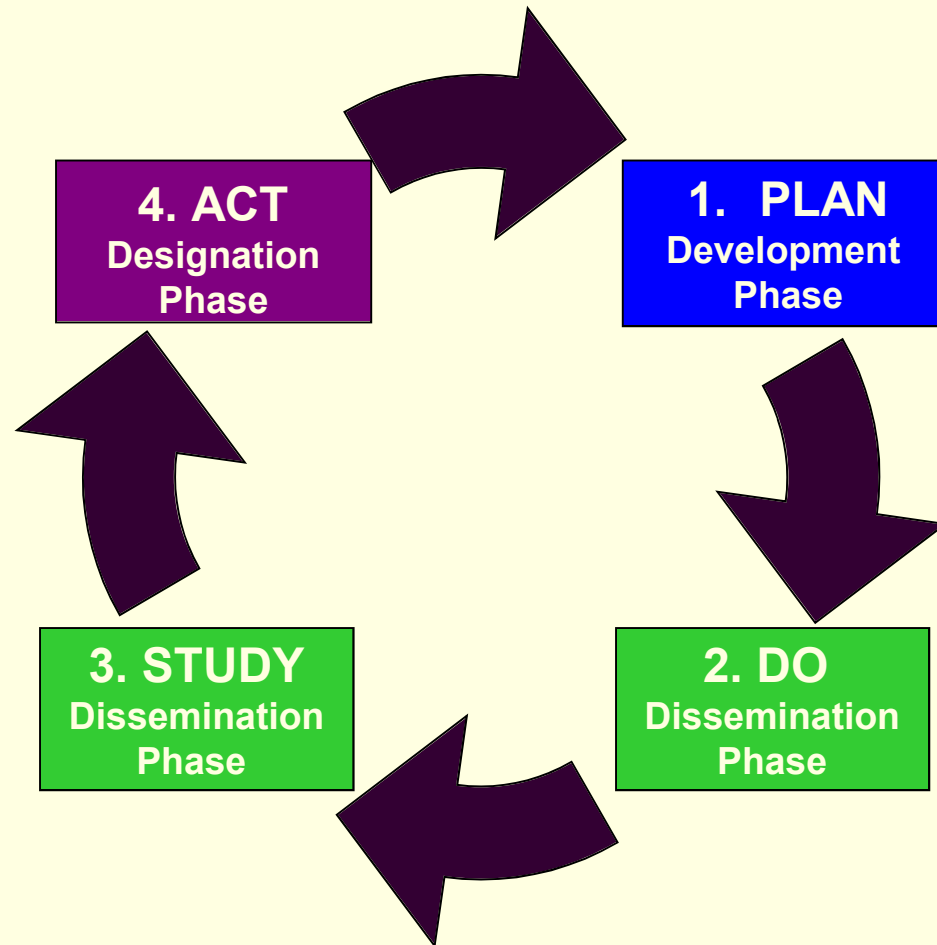 4. ACT
Designation
Phase
1. PLAN
Development
Phase
3. STUDY
Dissemination
Phase
2. DO
Dissemination
Phase